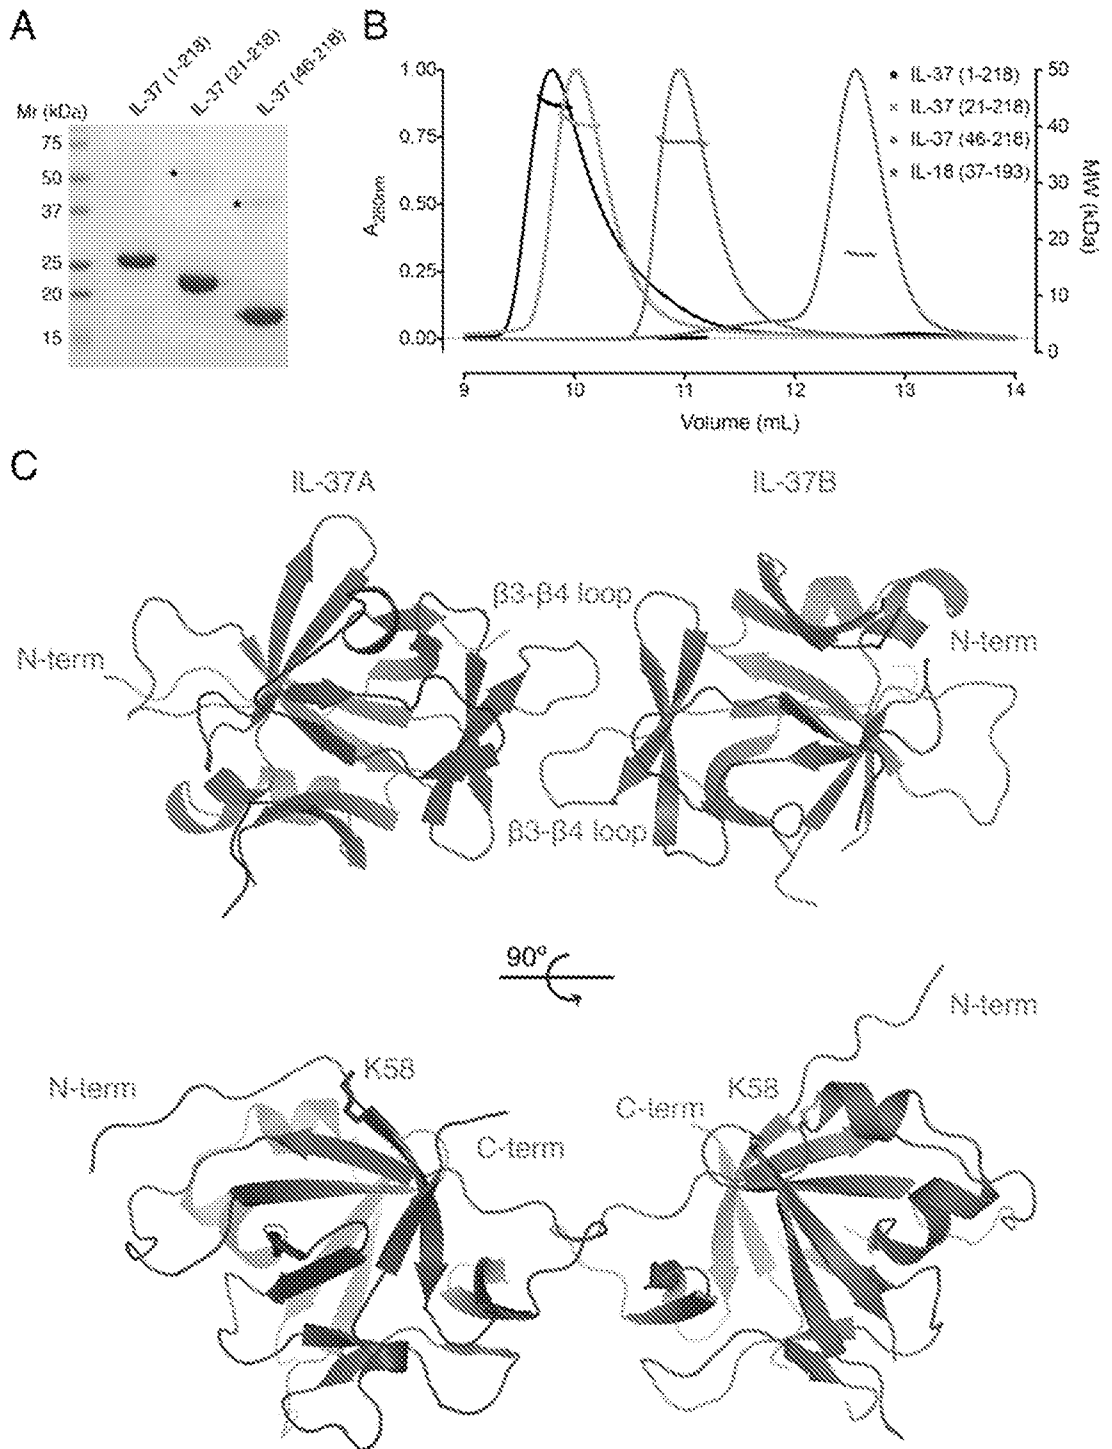 A
IL-37 (1-218)
IL-37 (21-218)
IL-37 (46-218)
Mr (kDa)
75
50
37
25
20
15
*
*
B
1.00
0.75
0.50
0.25
0.00
A280nm
50
40
30
20
10
0
MW (kDa)
IL-37 (1-218)
IL-37 (21-218)
IL-37 (46-218)
IL-18 (37-193)
9
10
11
12
13
14
Volume (mL)
C
IL-37A
IL-37B
β3-β4 loop
N-term
N-term
β3-β4 loop
90°
N-term
K58
N-term
K58
C-term
C-term